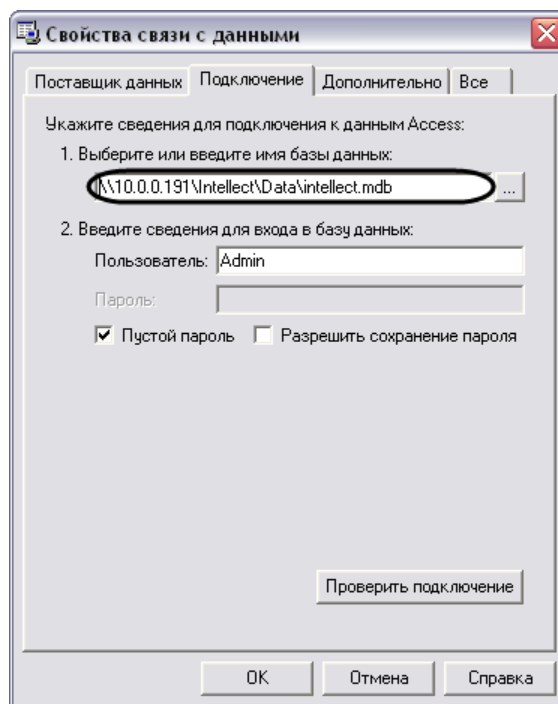 Свойства связи с данными
Поставщик данных Подключение Дополнительно Все
Укажите сведения для подключения к данным Access:
1. Выберите или введите имя базы данных:
\\10.0.0.191\Intellect\Data\intellect.mdb ...
2. Введите сведения для входа в базу данных:
Пользователь: Admin
Пароль:
Пустой пароль Разрешить сохранение пароля
Проверить подключение
ОК Отмена Справка